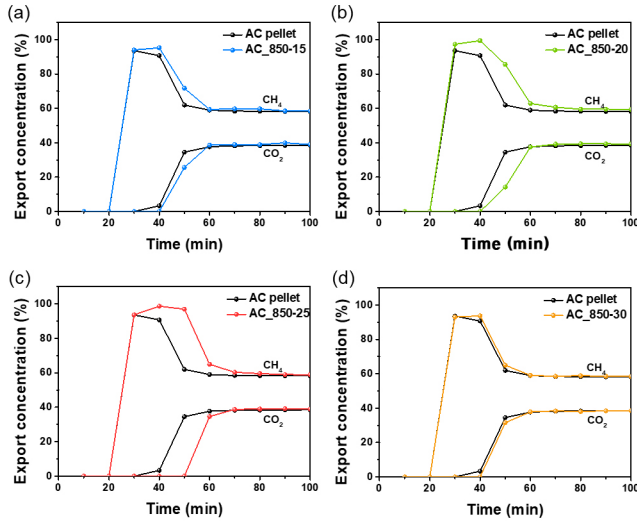 (a)
Export concentration (%)
100
80
60
40
20
0
AC pellet
AC_850-15
CH4
CO2
0 20 40 60 80 100
Time (min)
(b)
Export concentration (%)
100
80
60
40
20
0
AC pellet
AC_850-20
CH4
CO2
0 20 40 60 80 100
Time (min)
(c)
Export concentration (%)
100
80
60
40
20
0
AC pellet
AC_850-25
CH4
CO2
0 20 40 60 80 100
Time (min)
(d)
Export concentration (%)
100
80
60
40
20
0
AC pellet
AC_850-30
CH4
CO2
0 20 40 60 80 100
Time (min)